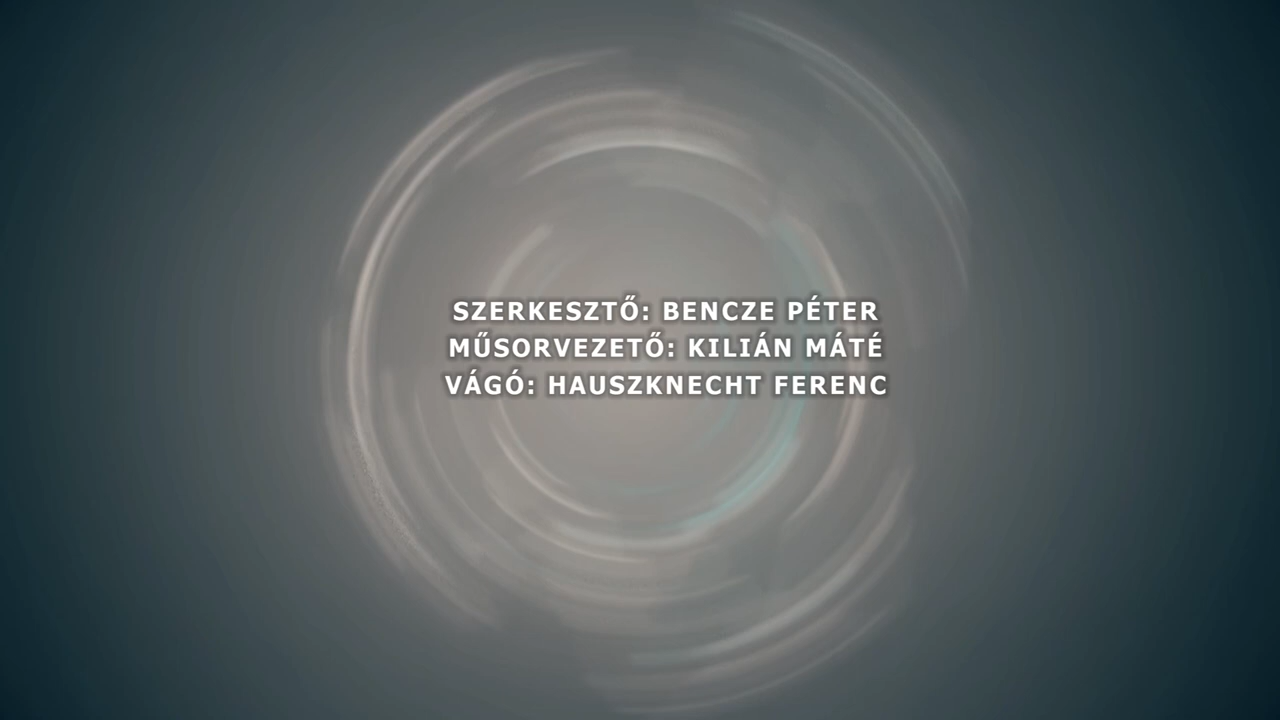 SZERKESZTŐ: BENCZE PÉTER
MŰSORVEZETŐ: KILIÁN MÁTÉ
VÁGÓ: HAUSZKNECHT FERENC